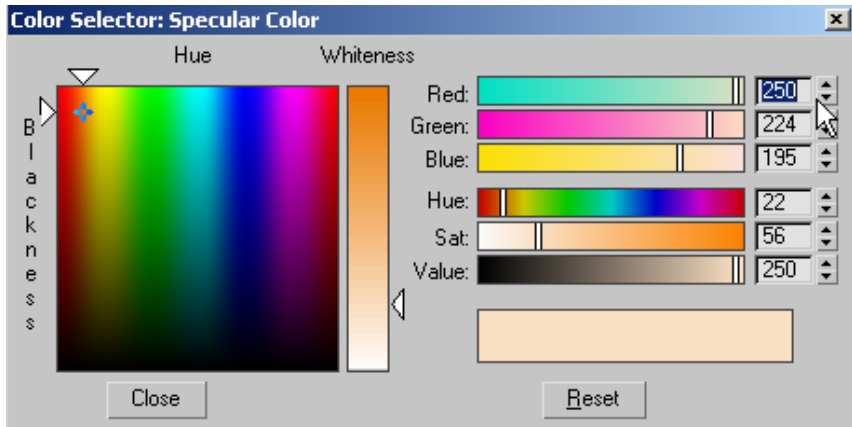 Color Selector: Specular Color
Hue
Whiteness
Blackness
Red: 250
Green: 224
Blue: 195
Hue: 22
Sat: 56
Value: 250
Close
Reset